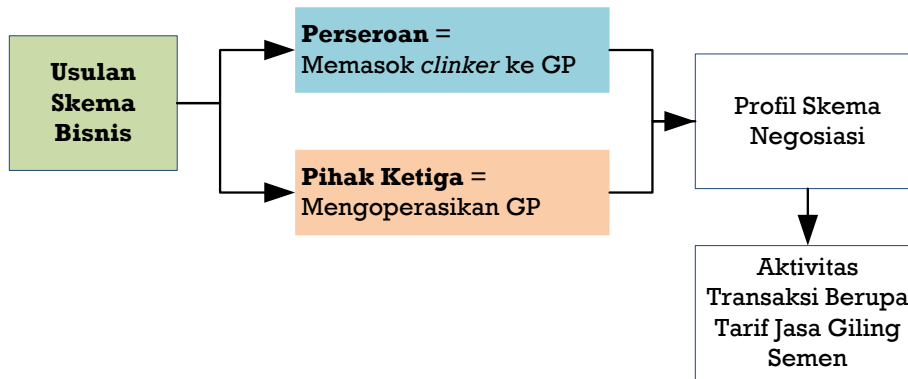 Usulan
Skema
Bisnis
Perseroan =
Memasok clinker ke GP
Pihak Ketiga =
Mengoperasikan GP
Profil Skema
Negosiasi
Aktivitas
Transaksi Berupa
Tarif Jasa Giling
Semen